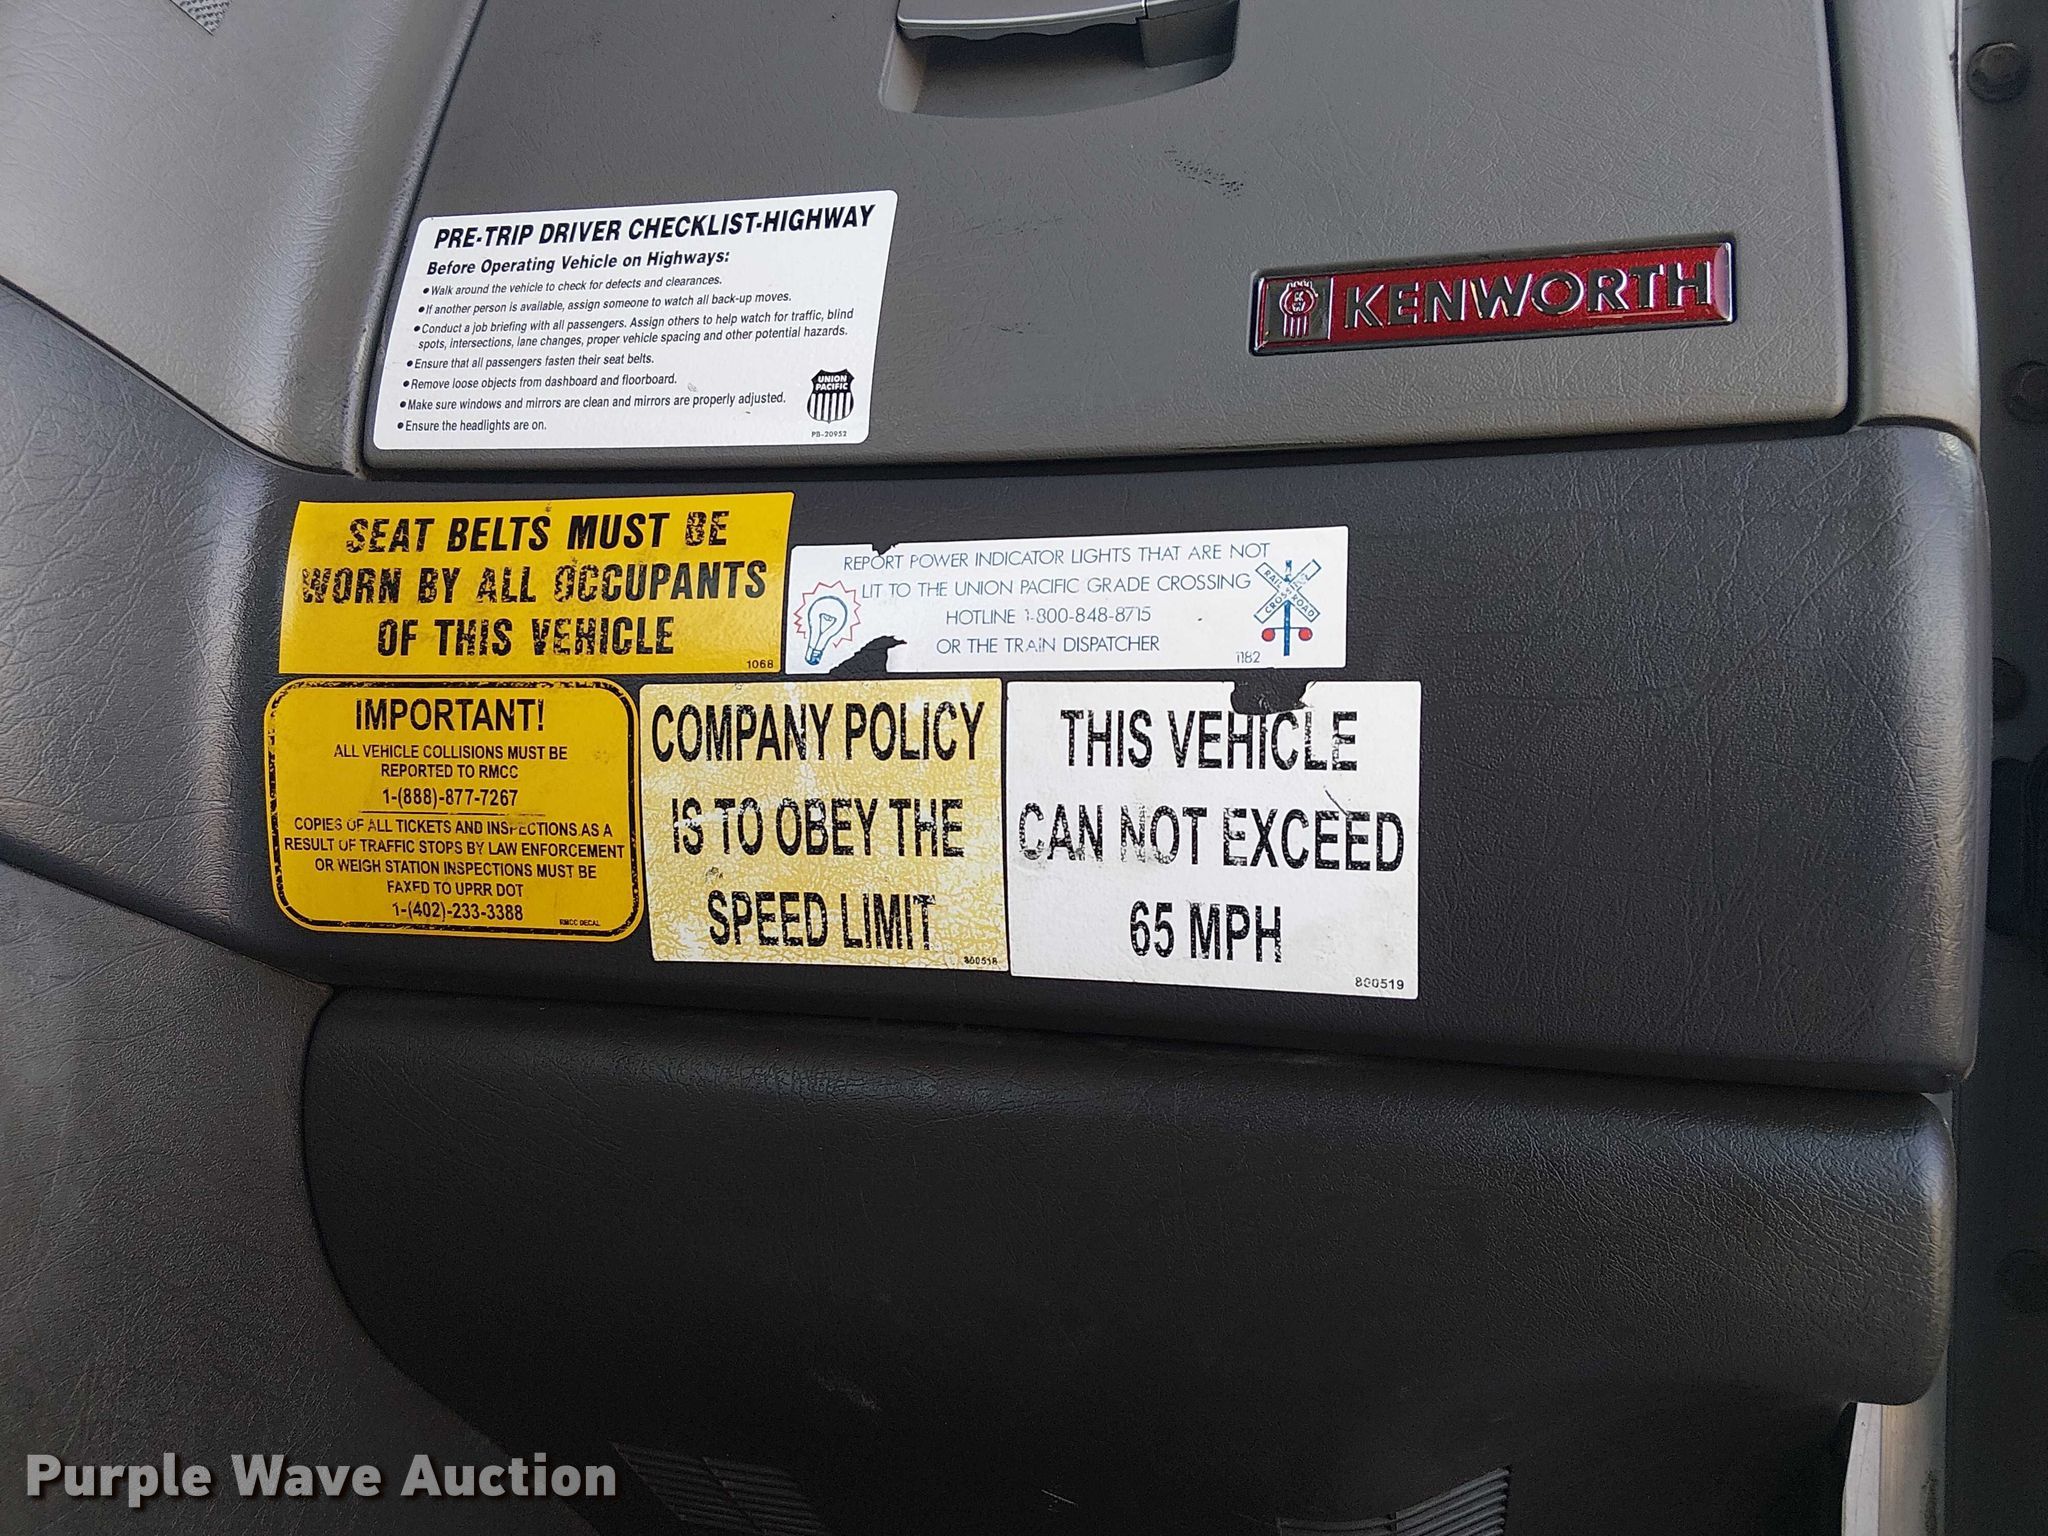 PRE-TRIP DRIVER CHECKLIST-HIGHWAY
Before Operating Vehicle on Highways:
• Walk around the vehicle to check for defects and clearances.
• If another person is available, assign someone to watch all back-up moves.
• Conduct a job briefing with all passengers. Assign others to help watch for traffic, blind
spots, intersections, lane changes, proper vehicle spacing and other potential hazards.
• Ensure that all passengers fasten their seat belts.
• Remove loose objects from dashboard and floorboard.
• Make sure windows and mirrors are clean and mirrors are properly adjusted.
• Ensure the headlights are on.
UNION
PACIFIC
PB-20952
KENWORTH
SEAT BELTS MUST BE
WORN BY ALL OCCUPANTS
OF THIS VEHICLE
1068
REPORT POWER INDICATOR LIGHTS THAT ARE NOT
LIT TO THE UNION PACIFIC GRADE CROSSING
HOTLINE 1-800-848-8715
OR THE TRAIN DISPATCHER
1182
RAIL CROSSING
ROAD
IMPORTANT!
ALL VEHICLE COLLISIONS MUST BE
REPORTED TO RMCC
1-(888)-877-7267
COPIES OF ALL TICKETS AND INSPECTIONS AS A
RESULT OF TRAFFIC STOPS BY LAW ENFORCEMENT
OR WEIGH STATION INSPECTIONS MUST BE
FAXED TO UPRR DOT
1-(402)-233-3388
RMCC DECAL
COMPANY POLICY
IS TO OBEY THE
SPEED LIMIT
800518
THIS VEHICLE
CAN NOT EXCEED
65 MPH
800519
Purple Wave Auction